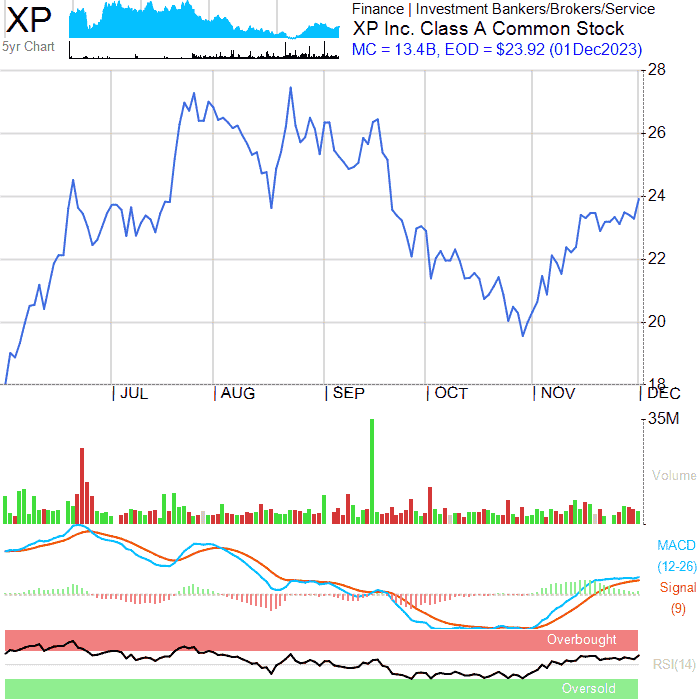 XP
5yr Chart
Finance | Investment Bankers/Brokers/Service
XP Inc. Class A Common Stock
MC = 13.4B, EOD = $23.92 (01Dec2023)
28
26
24
22
20
18
JUL AUG SEP OCT NOV DEC
35M
Volume
MACD
(12-26)
Signal
(9)
Overbought
RSI(14)
Oversold